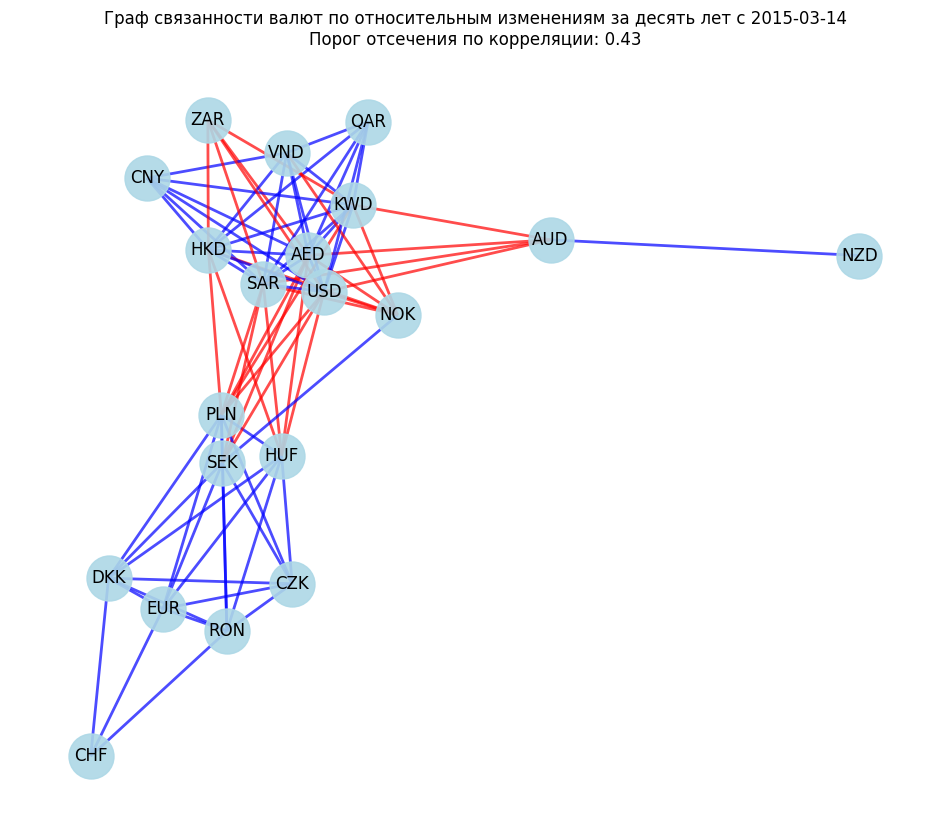 Граф связанности валют по относительным изменениям за десять лет с 2015-03-14
Порог отсечения по корреляции: 0.43
ZAR
QAR
VND
CNY
KWD
HKD
AED
AUD
NZD
SAR
USD
NOK
PLN
SEK
HUF
DKK
CZK
EUR
RON
CHF